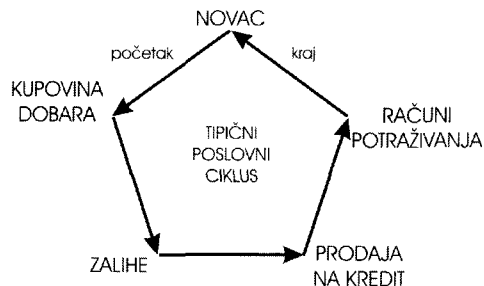 NOVAC
početak
kraj
KUPOVINA
DOBARA
RAČUNI
POTRAŽIVANJA
TIPIČNI
POSLOVNI
CIKLUS
ZALIHE
PRODAJA
NA KREDIT